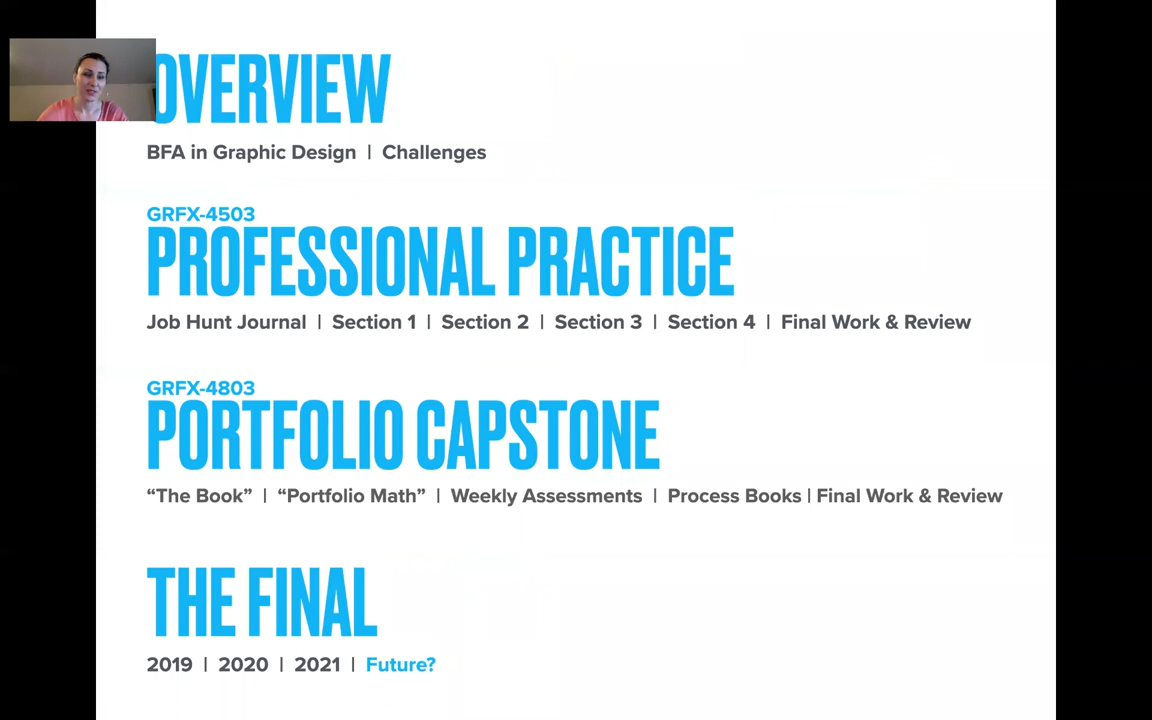 OVERVIEW
BFA in Graphic Design | Challenges
GRFX-4503
PROFESSIONAL PRACTICE
Job Hunt Journal | Section 1 | Section 2 | Section 3 | Section 4 | Final Work & Review
GRFX-4803
PORTFOLIO CAPSTONE
“The Book” | “Portfolio Math” | Weekly Assessments | Process Books | Final Work & Review
THE FINAL
2019 | 2020 | 2021 | Future?